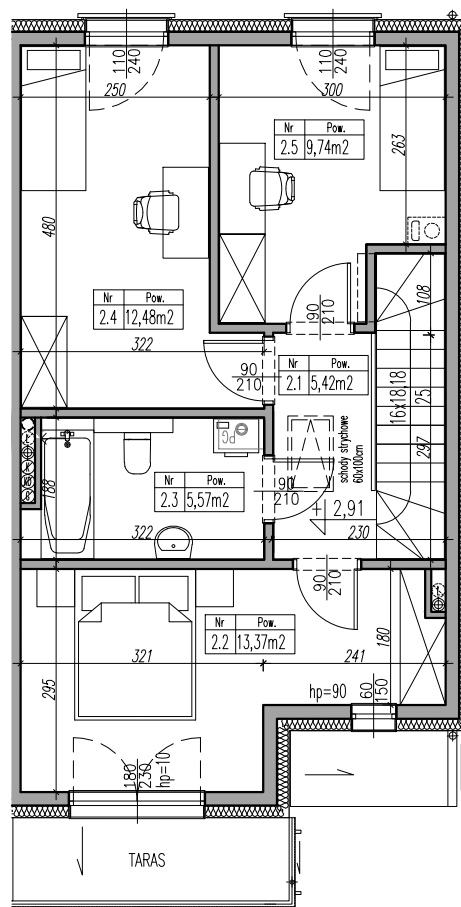 110
240
110
240
250
300
Nr Pow.
2.5 9,74m2
263
480
Nr Pow.
2.4 12,48m2
108
90
210
322
90
210
Nr Pow.
2.1 5,42m2
16x18,18
25
297
PG
schody strychowe
60x100cm
188
Nr Pow.
2.3 5,57m2
90
210
+ 2,91
322
230
90
210
Nr Pow.
2.2 13,37m2
180
321
241
295
hp=90
60
150
180
230
hp=10
TARAS